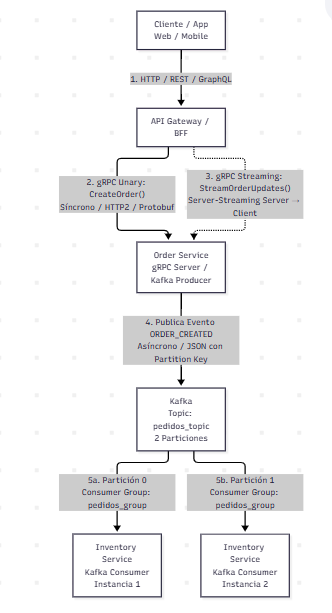 Cliente / App
Web / Mobile
1. HTTP / REST / GraphQL
API Gateway /
BFF
2. gRPC Unary:
CreateOrder()
Síncrono / HTTP2 / Protobuf
3. gRPC Streaming:
StreamOrderUpdates()
Server-Streaming Server →
Client
Order Service
gRPC Server /
Kafka Producer
4. Publica Evento
ORDER_CREATED
Asíncrono / JSON con
Partition Key
Kafka
Topic:
pedidos_topic
2 Particiones
5a. Partición 0
Consumer Group:
pedidos_group
5b. Partición 1
Consumer Group:
pedidos_group
Inventory
Service
Kafka Consumer
Instancia 1
Inventory
Service
Kafka Consumer
Instancia 2